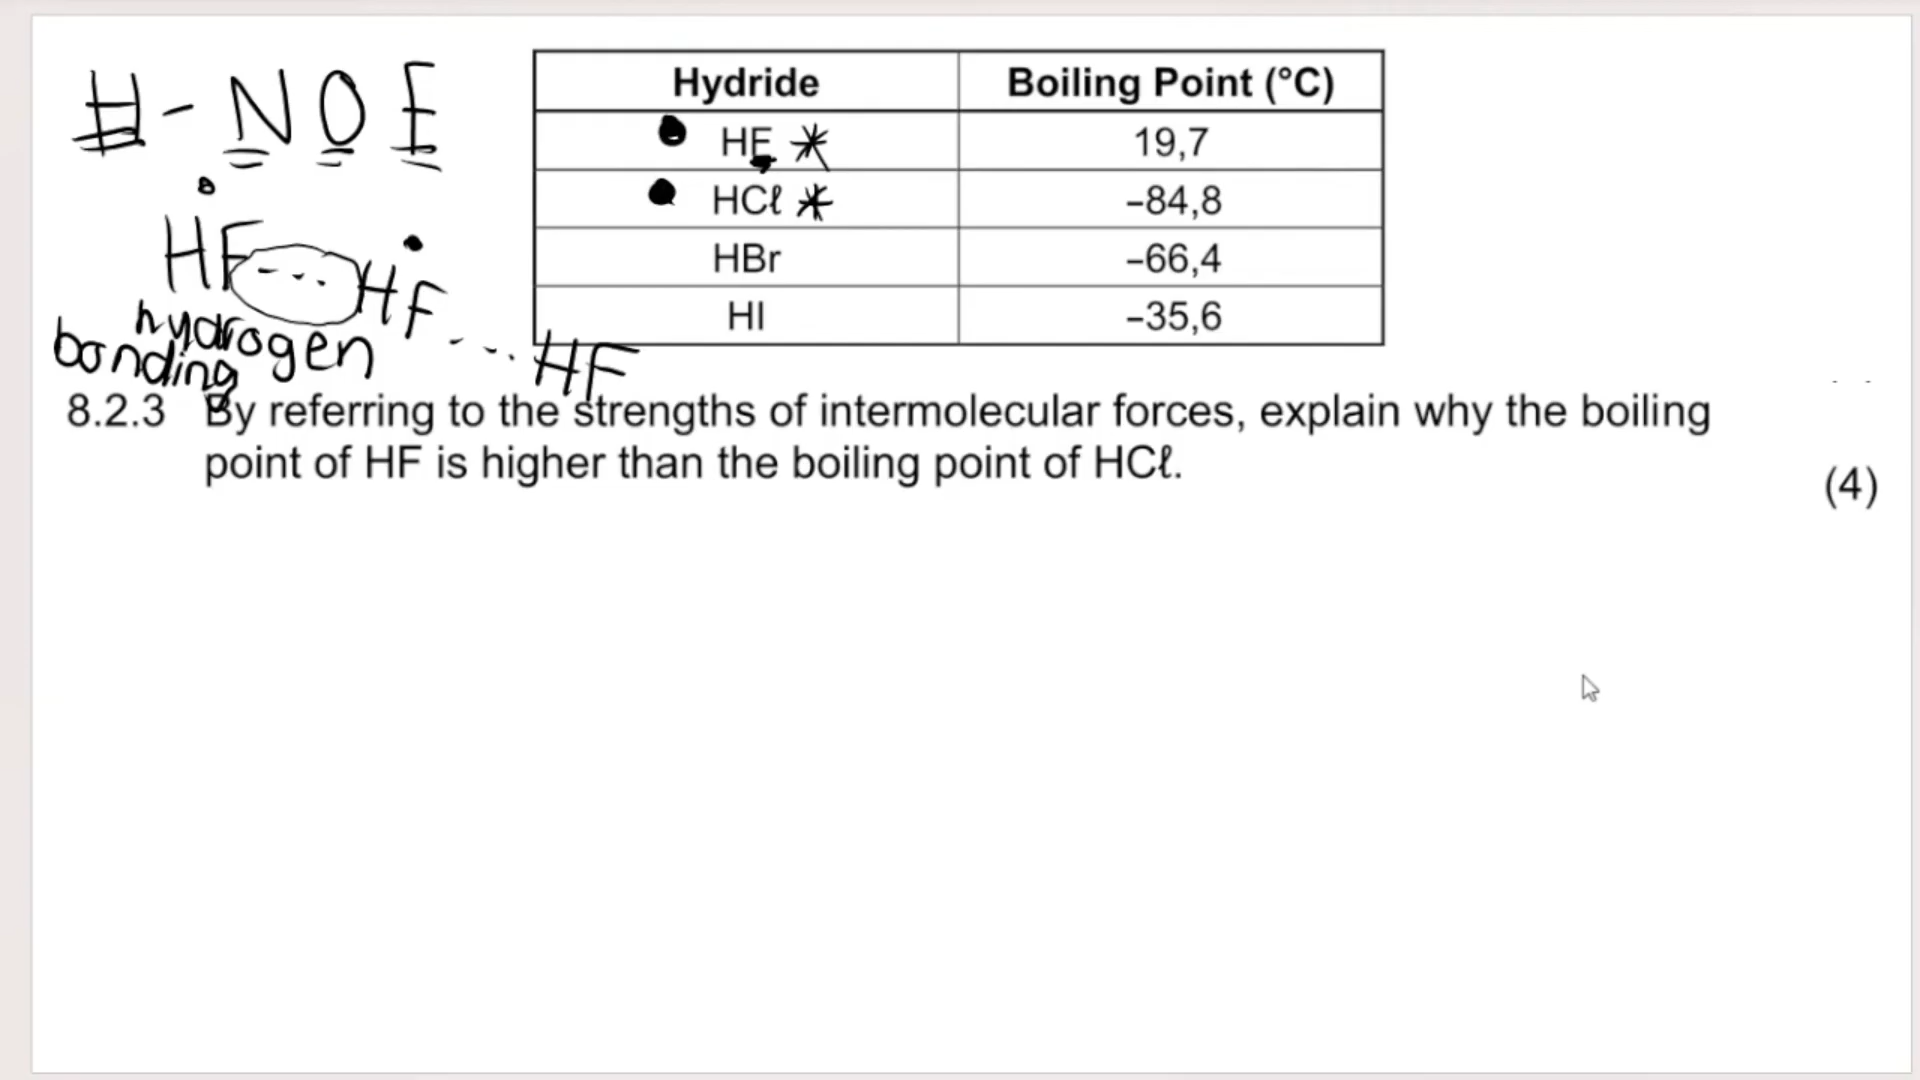 H - N O F
HF --- HF --- HF
hydrogen
bonding
Hydride Boiling Point (°C)
HF * 19,7
HCℓ * –84,8
HBr –66,4
HI –35,6
8.2.3 By referring to the strengths of intermolecular forces, explain why the boiling
point of HF is higher than the boiling point of HCℓ.
(4)